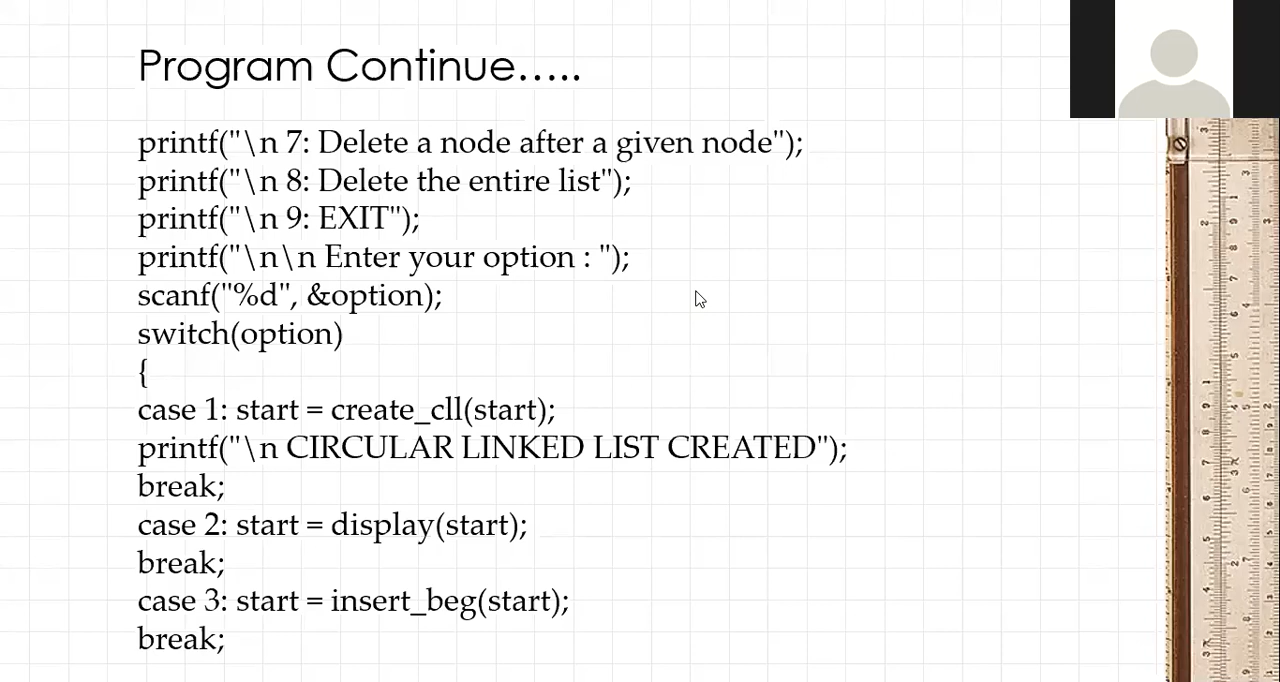 Program Continue.....
printf("\n 7: Delete a node after a given node");
printf("\n 8: Delete the entire list");
printf("\n 9: EXIT");
printf("\n\n Enter your option : ");
scanf("%d", &option);
switch(option)
{
case 1: start = create_cll(start);
printf("\n CIRCULAR LINKED LIST CREATED");
break;
case 2: start = display(start);
break;
case 3: start = insert_beg(start);
break;